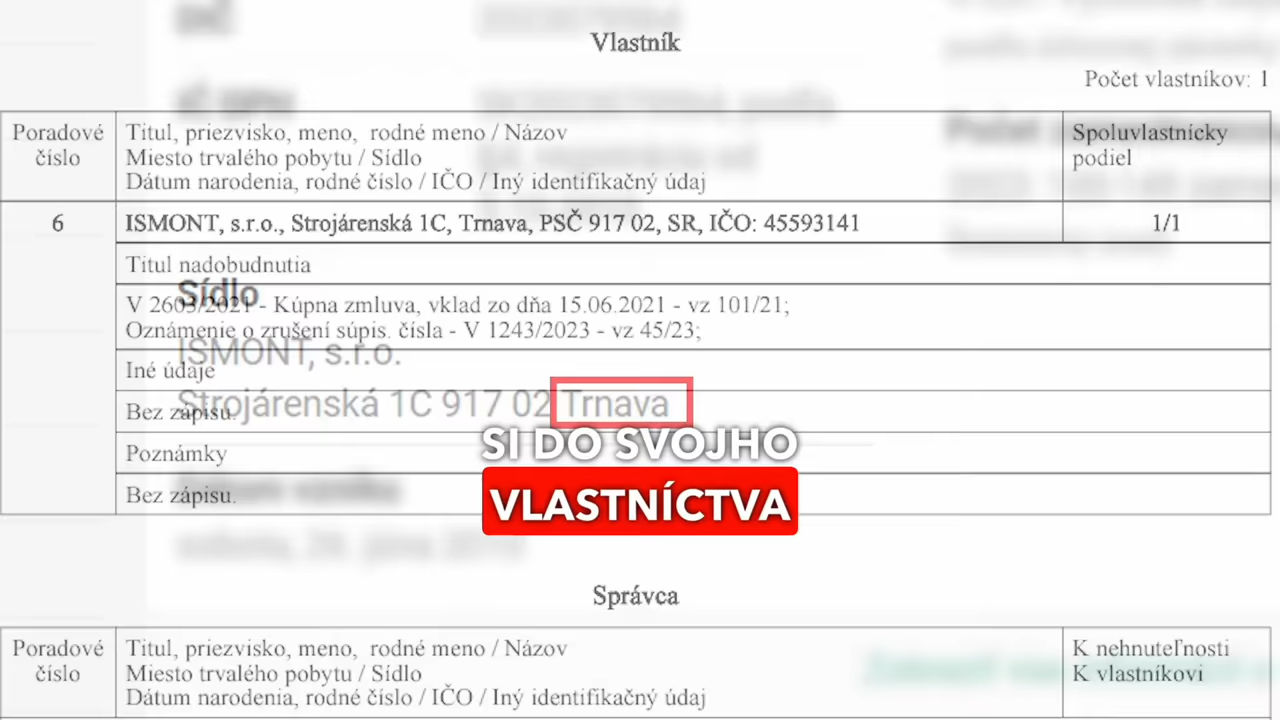 Vlastník
Počet vlastníkov: 1
Poradové číslo
Titul, priezvisko, meno, rodné meno / Názov
Miesto trvalého pobytu / Sídlo
Dátum narodenia, rodné číslo / IČO / Iný identifikačný údaj
Spoluvlastnícky podiel
6
ISMONT, s.r.o., Strojárenská 1C, Trnava, PSČ 917 02, SR, IČO: 45593141
1/1
Titul nadobudnutia
Sídlo
V 2603/2021 - Kúpna zmluva, vklad zo dňa 15.06.2021 - vz 101/21;
Oznámenie o zrušení súpis. čísla - V 1243/2023 - vz 45/23;
ISMONT, s.r.o.
Iné údaje
Strojárenská 1C 917 02 Trnava
Bez zápisu.
SI DO SVOJHO
Poznámky
VLASTNÍCTVA
Bez zápisu.
Správca
Poradové číslo
Titul, priezvisko, meno, rodné meno / Názov
Miesto trvalého pobytu / Sídlo
Dátum narodenia, rodné číslo / IČO / Iný identifikačný údaj
K nehnuteľnosti
K vlastníkovi